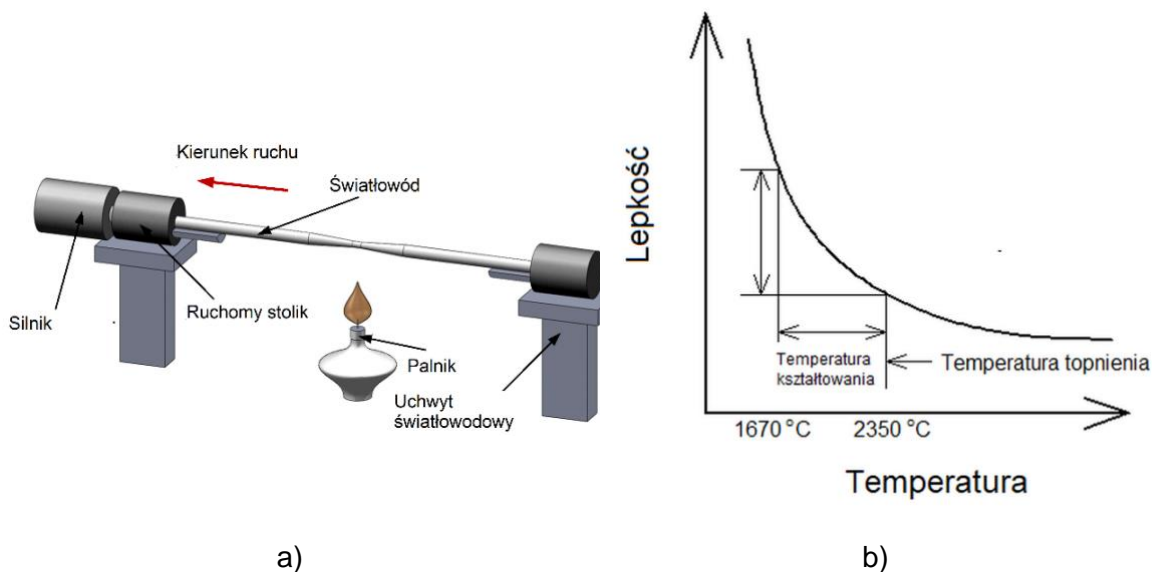 Kierunek ruchu
Światłowód
Silnik
Ruchomy stolik
Palnik
Uchwyt
światłowodowy
a)
Lepkość
Temperatura
kształtowania
Temperatura topnienia
1670 °C
2350 °C
Temperatura
b)